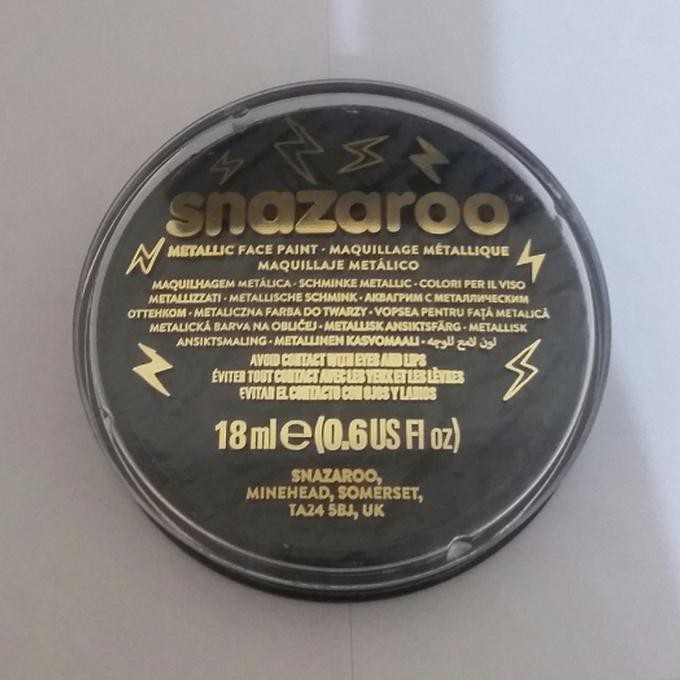 snazaroo™
METALLIC FACE PAINT · MAQUILLAGE MÉTALLIQUE
MAQUILLAJE METÁLICO
MAQUILHAGEM METÁLICA · SCHMINKE METALLIC · COLORI PER IL VISO
METALLIZZATI · METALLISCHE SCHMINK · АКВАГРИМ С МЕТАЛЛИЧЕСКИМ
ОТТЕНКОМ · METALICZNA FARBA DO TWARZY · VOPSEA PENTRU FAȚĂ METALICĂ
METALICKÁ BARVA NA OBLIČEJ · METALLISK ANSIKTSFÄRG · METALLISK
ANSIKTSMALING · METALLINEN KASVOMAALI · لون لامع للوجه
AVOID CONTACT WITH EYES AND LIPS
ÉVITER TOUT CONTACT AVEC LES YEUX ET LES LÈVRES
EVITAR EL CONTACTO CON OJOS Y LABIOS
18 ml ℮ (0.6 US Fl oz)
SNAZAROO,
MINEHEAD, SOMERSET,
TA24 5BJ, UK